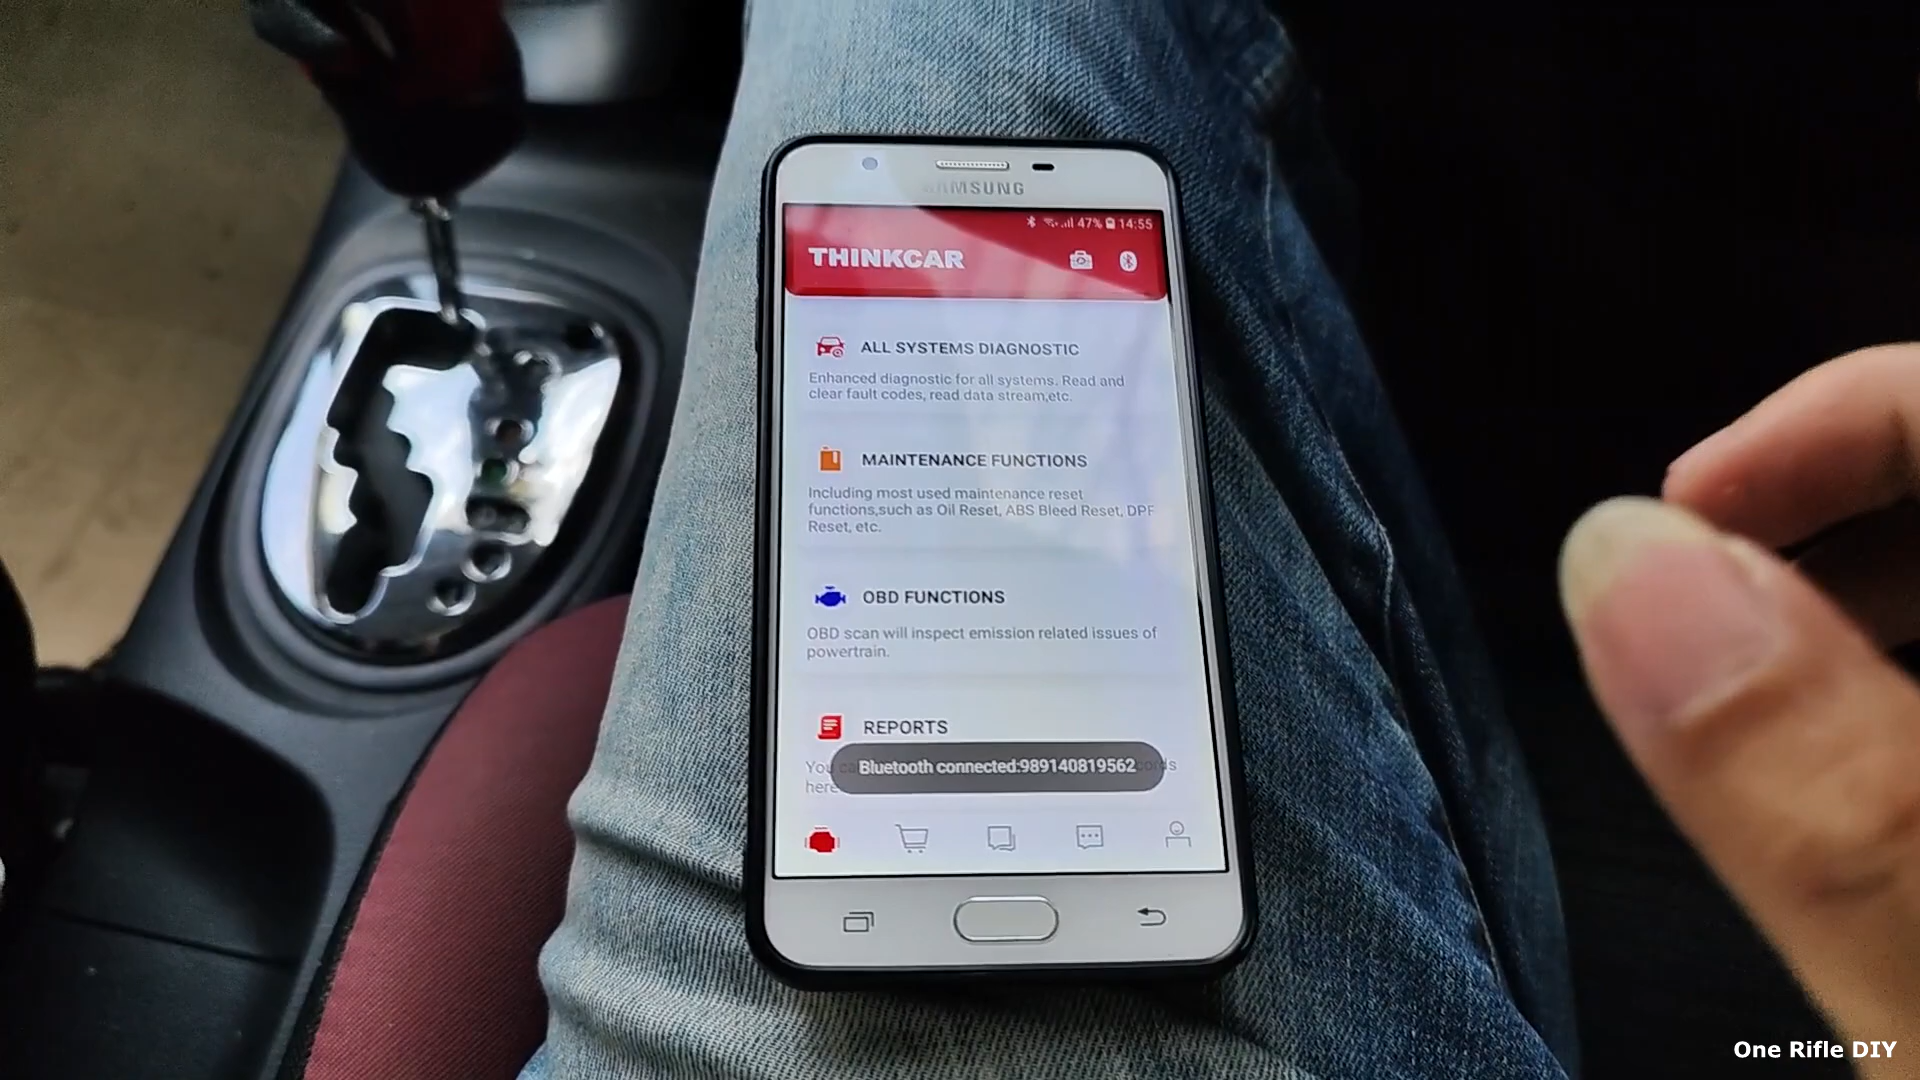 SAMSUNG
47% 14:55
THINKCAR
ALL SYSTEMS DIAGNOSTIC
Enhanced diagnostic for all systems. Read and
clear fault codes, read data stream,etc.
MAINTENANCE FUNCTIONS
Including most used maintenance reset
functions,such as Oil Reset, ABS Bleed Reset, DPF
Reset, etc.
OBD FUNCTIONS
OBD scan will inspect emission related issues of
powertrain.
REPORTS
You
Bluetooth connected:989140819562
here
One Rifle DIY